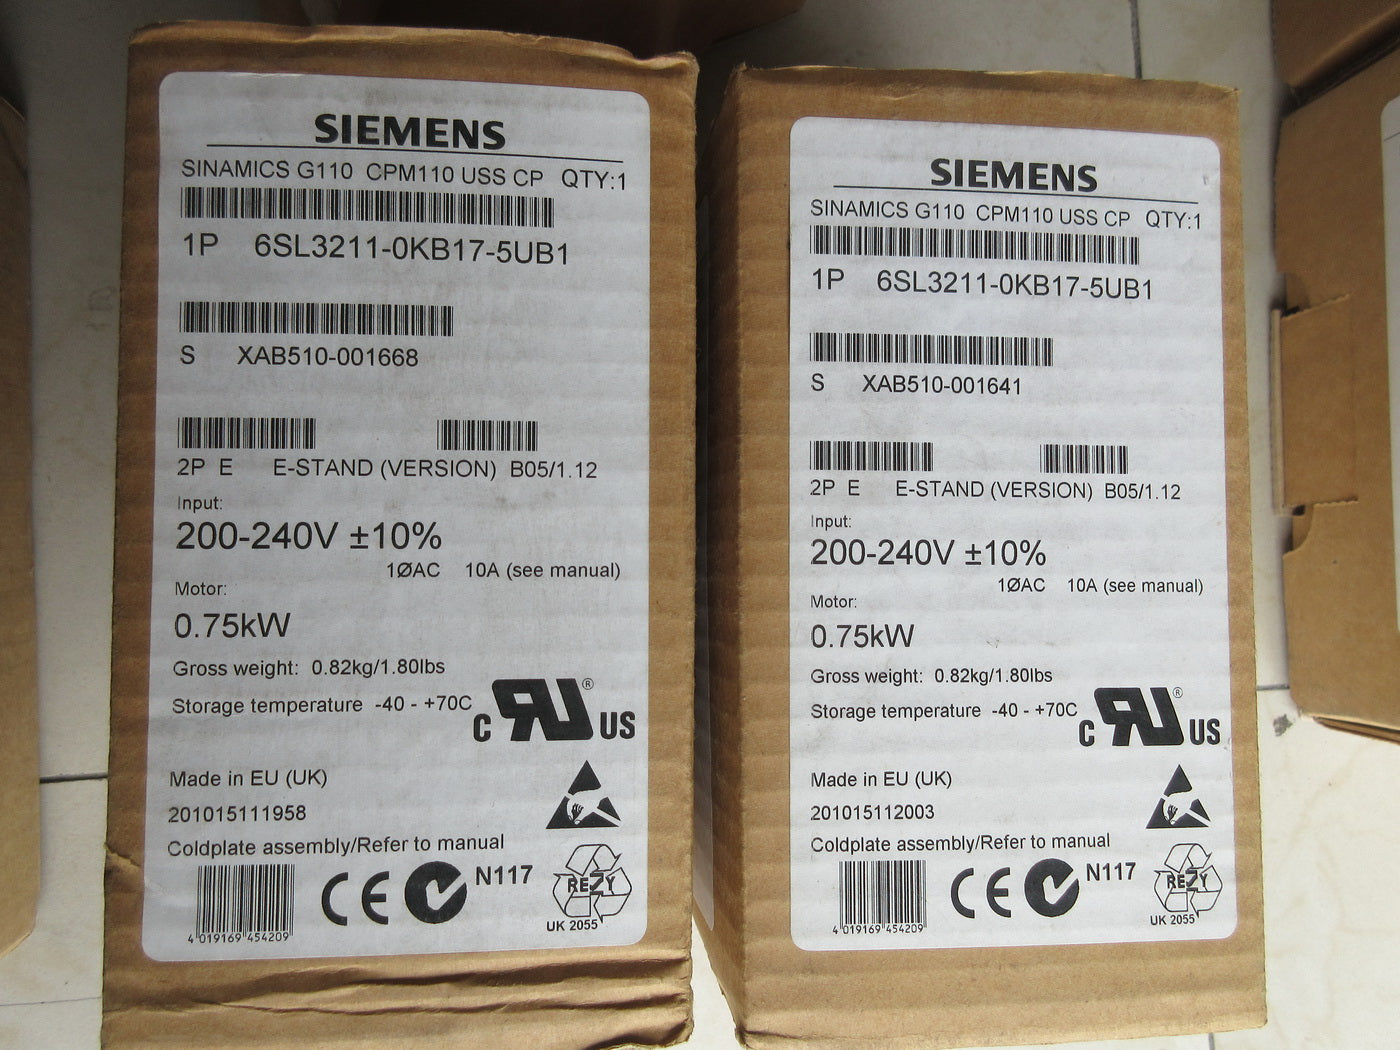 SIEMENS
SINAMICS G110 CPM110 USS CP QTY:1
1P 6SL3211-0KB17-5UB1
S XAB510-001668
2P E E-STAND (VERSION) B05/1.12
Input:
200-240V ±10%
1ØAC 10A (see manual)
Motor:
0.75kW
Gross weight: 0.82kg/1.80lbs
Storage temperature -40 - +70C
C RU ® US
Made in EU (UK)
201015111958
Coldplate assembly/Refer to manual
CE N117
REZY
UK 2055
4 019169 454209
SIEMENS
SINAMICS G110 CPM110 USS CP QTY:1
1P 6SL3211-0KB17-5UB1
S XAB510-001641
2P E E-STAND (VERSION) B05/1.12
Input:
200-240V ±10%
1ØAC 10A (see manual)
Motor:
0.75kW
Gross weight: 0.82kg/1.80lbs
Storage temperature -40 - +70C
C RU ® US
Made in EU (UK)
201015112003
Coldplate assembly/Refer to manual
CE N117
REZY
UK 2055
4 019169 454209